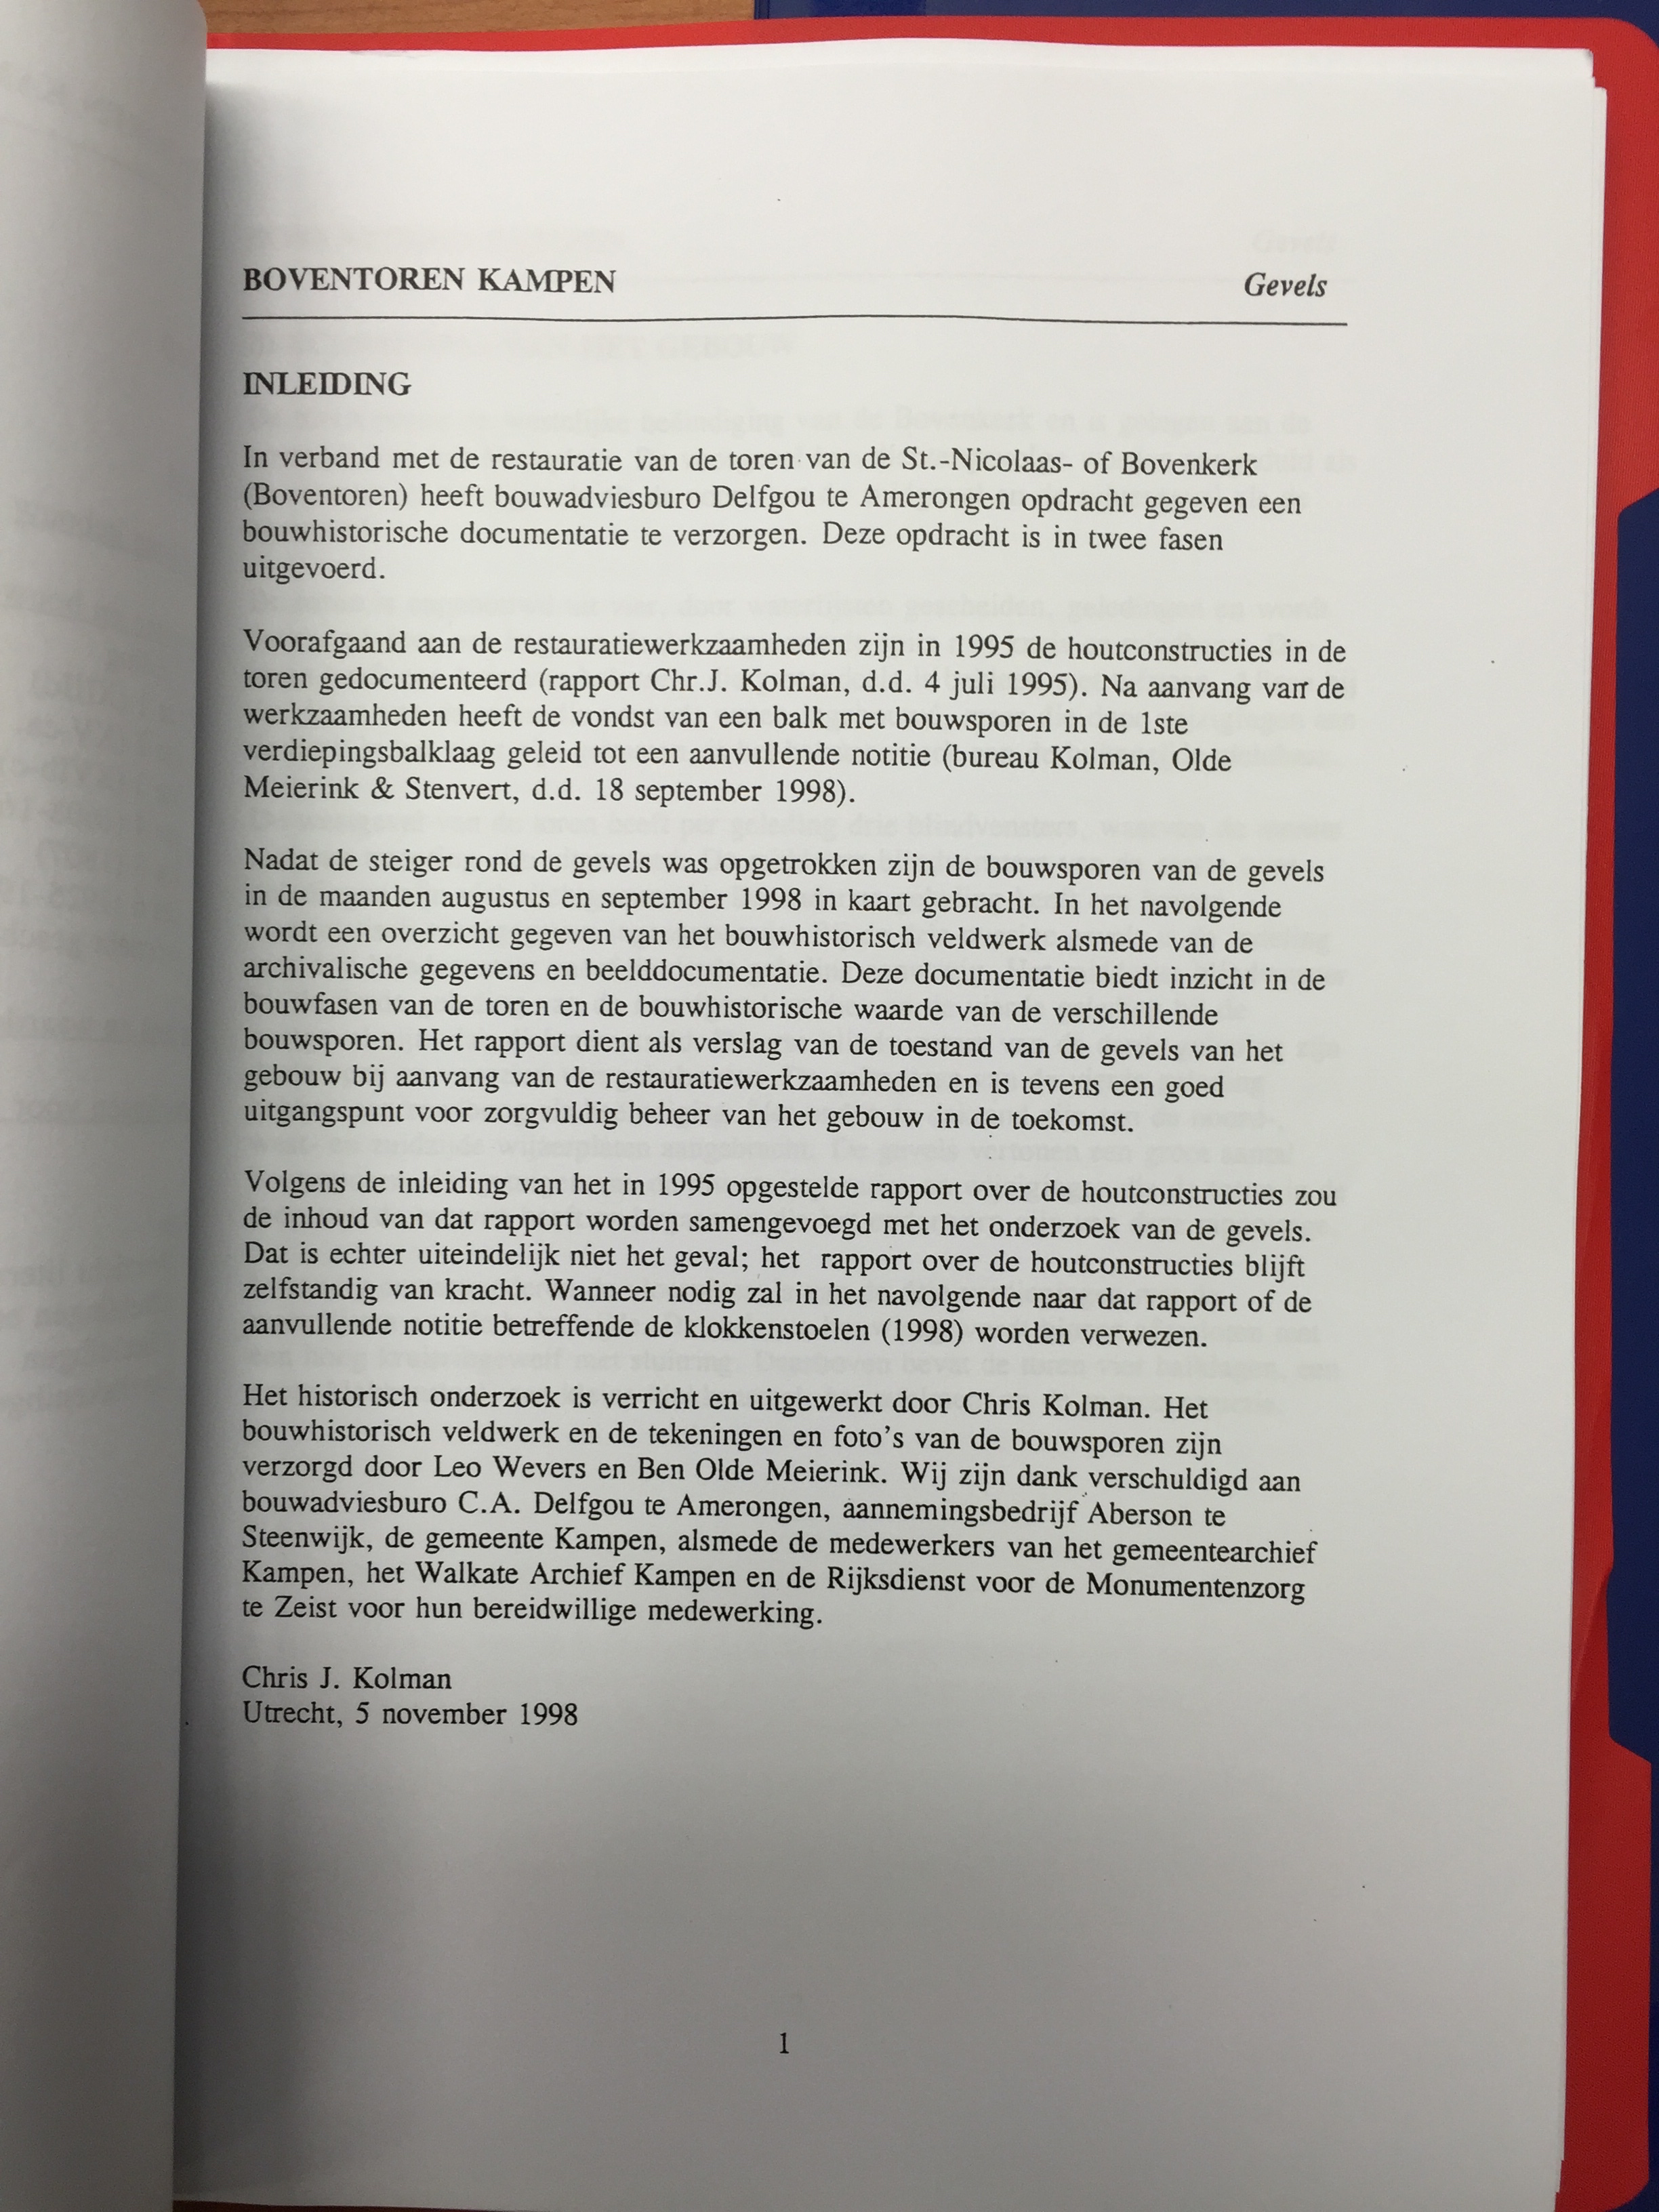 BOVENTOREN KAMPEN Gevels
INLEIDING
In verband met de restauratie van de toren van de St.-Nicolaas- of Bovenkerk
(Boventoren) heeft bouwadviesburo Delfgou te Amerongen opdracht gegeven een
bouwhistorische documentatie te verzorgen. Deze opdracht is in twee fasen
uitgevoerd.
Voorafgaand aan de restauratiewerkzaamheden zijn in 1995 de houtconstructies in de
toren gedocumenteerd (rapport Chr.J. Kolman, d.d. 4 juli 1995). Na aanvang van de
werkzaamheden heeft de vondst van een balk met bouwsporen in de 1ste
verdiepingsbalklaag geleid tot een aanvullende notitie (bureau Kolman, Olde
Meierink & Stenvert, d.d. 18 september 1998).
Nadat de steiger rond de gevels was opgetrokken zijn de bouwsporen van de gevels
in de maanden augustus en september 1998 in kaart gebracht. In het navolgende
wordt een overzicht gegeven van het bouwhistorisch veldwerk alsmede van de
archivalische gegevens en beelddocumentatie. Deze documentatie biedt inzicht in de
bouwfasen van de toren en de bouwhistorische waarde van de verschillende
bouwsporen. Het rapport dient als verslag van de toestand van de gevels van het
gebouw bij aanvang van de restauratiewerkzaamheden en is tevens een goed
uitgangspunt voor zorgvuldig beheer van het gebouw in de toekomst.
Volgens de inleiding van het in 1995 opgestelde rapport over de houtconstructies zou
de inhoud van dat rapport worden samengevoegd met het onderzoek van de gevels.
Dat is echter uiteindelijk niet het geval; het rapport over de houtconstructies blijft
zelfstandig van kracht. Wanneer nodig zal in het navolgende naar dat rapport of de
aanvullende notitie betreffende de klokkenstoelen (1998) worden verwezen.
Het historisch onderzoek is verricht en uitgewerkt door Chris Kolman. Het
bouwhistorisch veldwerk en de tekeningen en foto's van de bouwsporen zijn
verzorgd door Leo Wevers en Ben Olde Meierink. Wij zijn dank verschuldigd aan
bouwadviesburo C.A. Delfgou te Amerongen, aannemingsbedrijf Aberson te
Steenwijk, de gemeente Kampen, alsmede de medewerkers van het gemeentearchief
Kampen, het Walkate Archief Kampen en de Rijksdienst voor de Monumentenzorg
te Zeist voor hun bereidwillige medewerking.
Chris J. Kolman
Utrecht, 5 november 1998
1